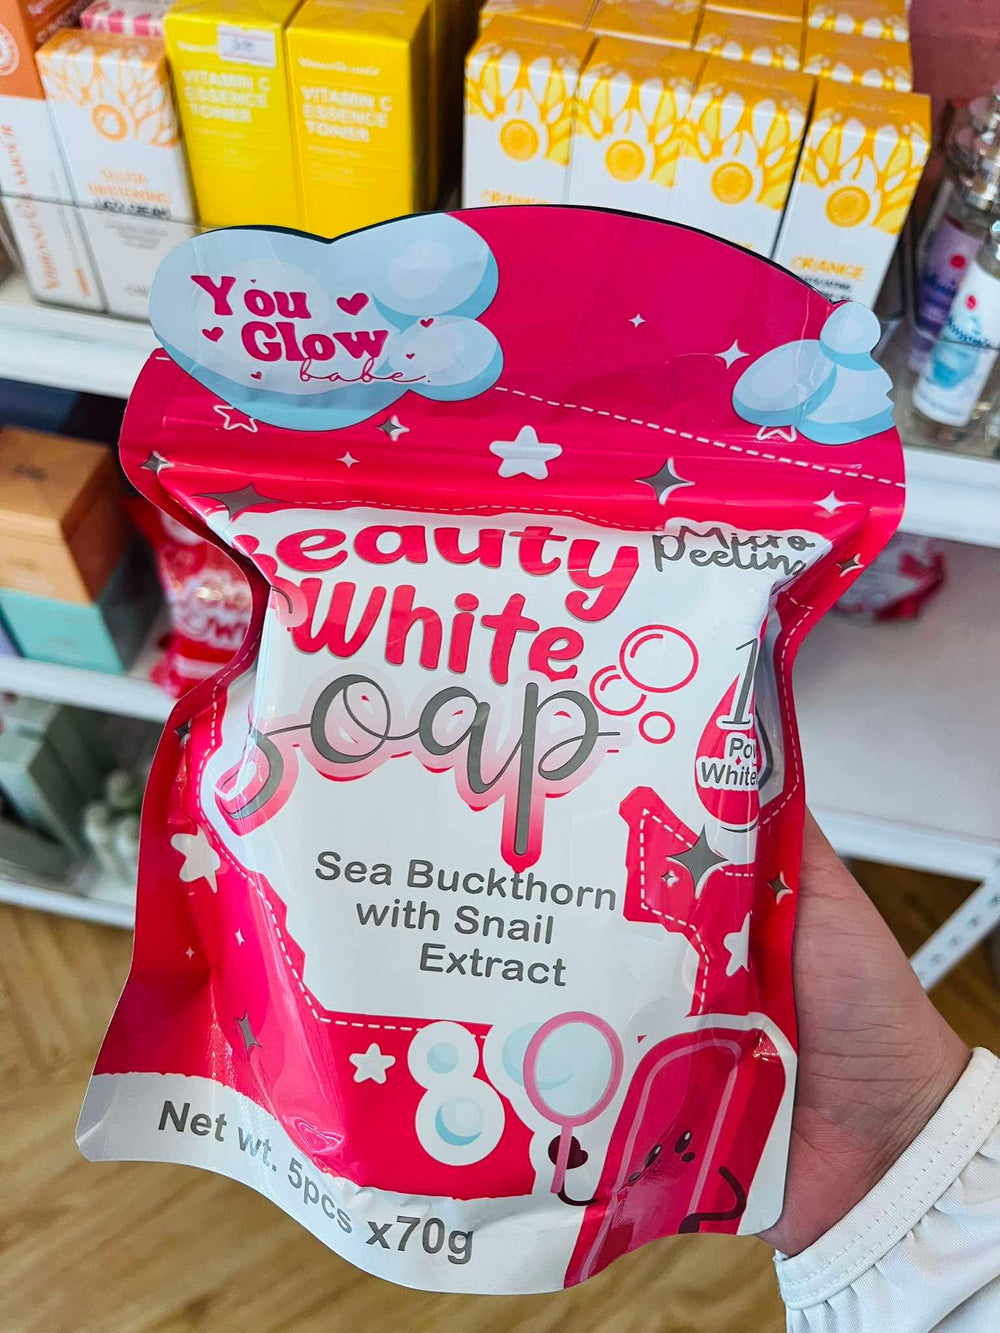 VITAMIN C
ESSENCE
TONER
VITAMIN C
ESSENCE
TONER
ORANGE
You
Glow
babe.
Beauty
White
Soap
Micro
Peeling
Sea Buckthorn
with Snail
Extract
Net wt. 5pcs x70g